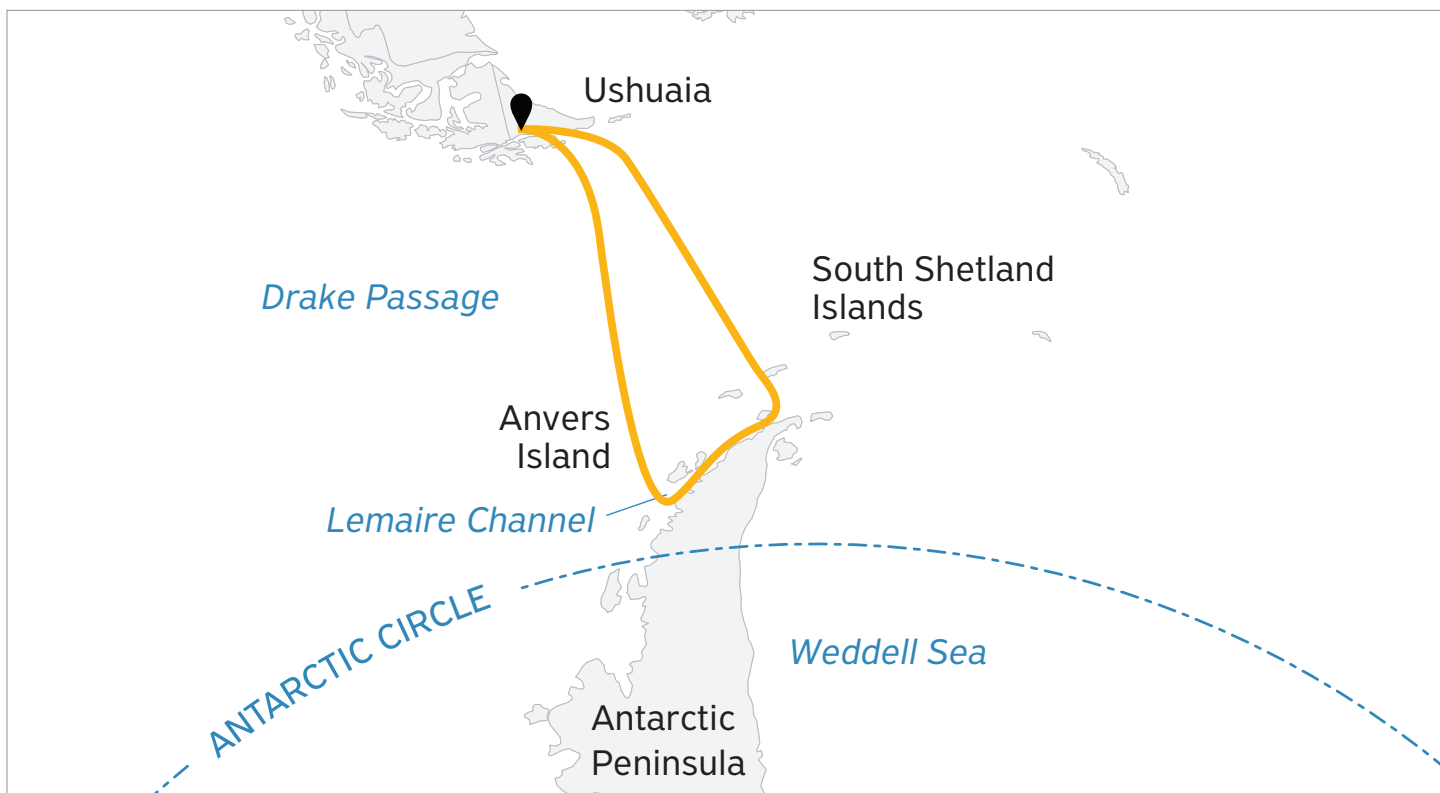 Ushuaia
South Shetland
Islands
Drake Passage
Anvers
Island
Lemaire Channel
ANTARCTIC CIRCLE
Weddell Sea
Antarctic
Peninsula